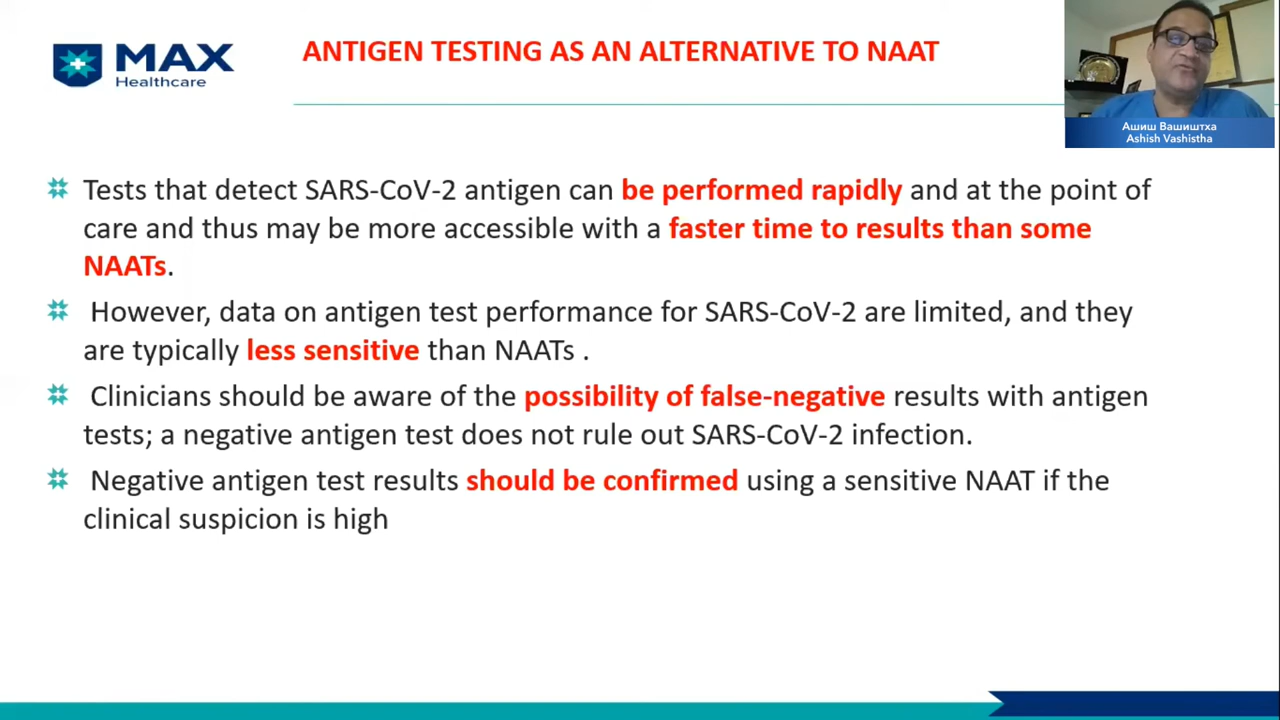 MAX
Healthcare
ANTIGEN TESTING AS AN ALTERNATIVE TO NAAT
Ашиш Вашиштха
Ashish Vashistha
Tests that detect SARS-CoV-2 antigen can be performed rapidly and at the point of
care and thus may be more accessible with a faster time to results than some
NAATs.
However, data on antigen test performance for SARS-CoV-2 are limited, and they
are typically less sensitive than NAATs .
Clinicians should be aware of the possibility of false-negative results with antigen
tests; a negative antigen test does not rule out SARS-CoV-2 infection.
Negative antigen test results should be confirmed using a sensitive NAAT if the
clinical suspicion is high